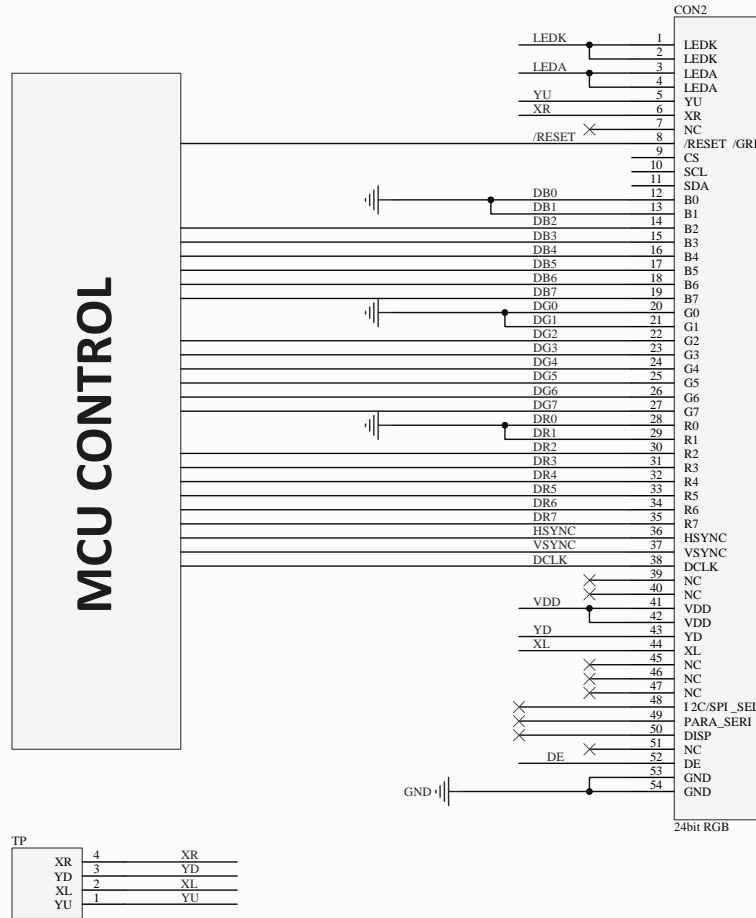 CON2
LEDK 1 LEDK
2 LEDK
LEDA 3 LEDA
4 LEDA
YU 5 YU
XR 6 XR
7 NC
/RESET 8 /RESET /GRE
9 CS
10 SCL
11 SDA
DB0 12 B0
DB1 13 B1
DB2 14 B2
DB3 15 B3
DB4 16 B4
DB5 17 B5
DB6 18 B6
DB7 19 B7
DG0 20 G0
DG1 21 G1
DG2 22 G2
DG3 23 G3
DG4 24 G4
DG5 25 G5
DG6 26 G6
DG7 27 G7
DR0 28 R0
DR1 29 R1
DR2 30 R2
DR3 31 R3
DR4 32 R4
DR5 33 R5
DR6 34 R6
DR7 35 R7
HSYNC 36 HSYNC
VSYNC 37 VSYNC
DCLK 38 DCLK
39 NC
40 NC
VDD 41 VDD
42 VDD
YD 43 YD
XL 44 XL
45 NC
46 NC
47 NC
48 I2C/SPI_SEL
49 PARA_SERI
50 DISP
51 NC
DE 52 DE
53 GND
GND 54 GND
24bit RGB
MCU CONTROL
TP
XR 4 XR
YD 3 YD
XL 2 XL
YU 1 YU